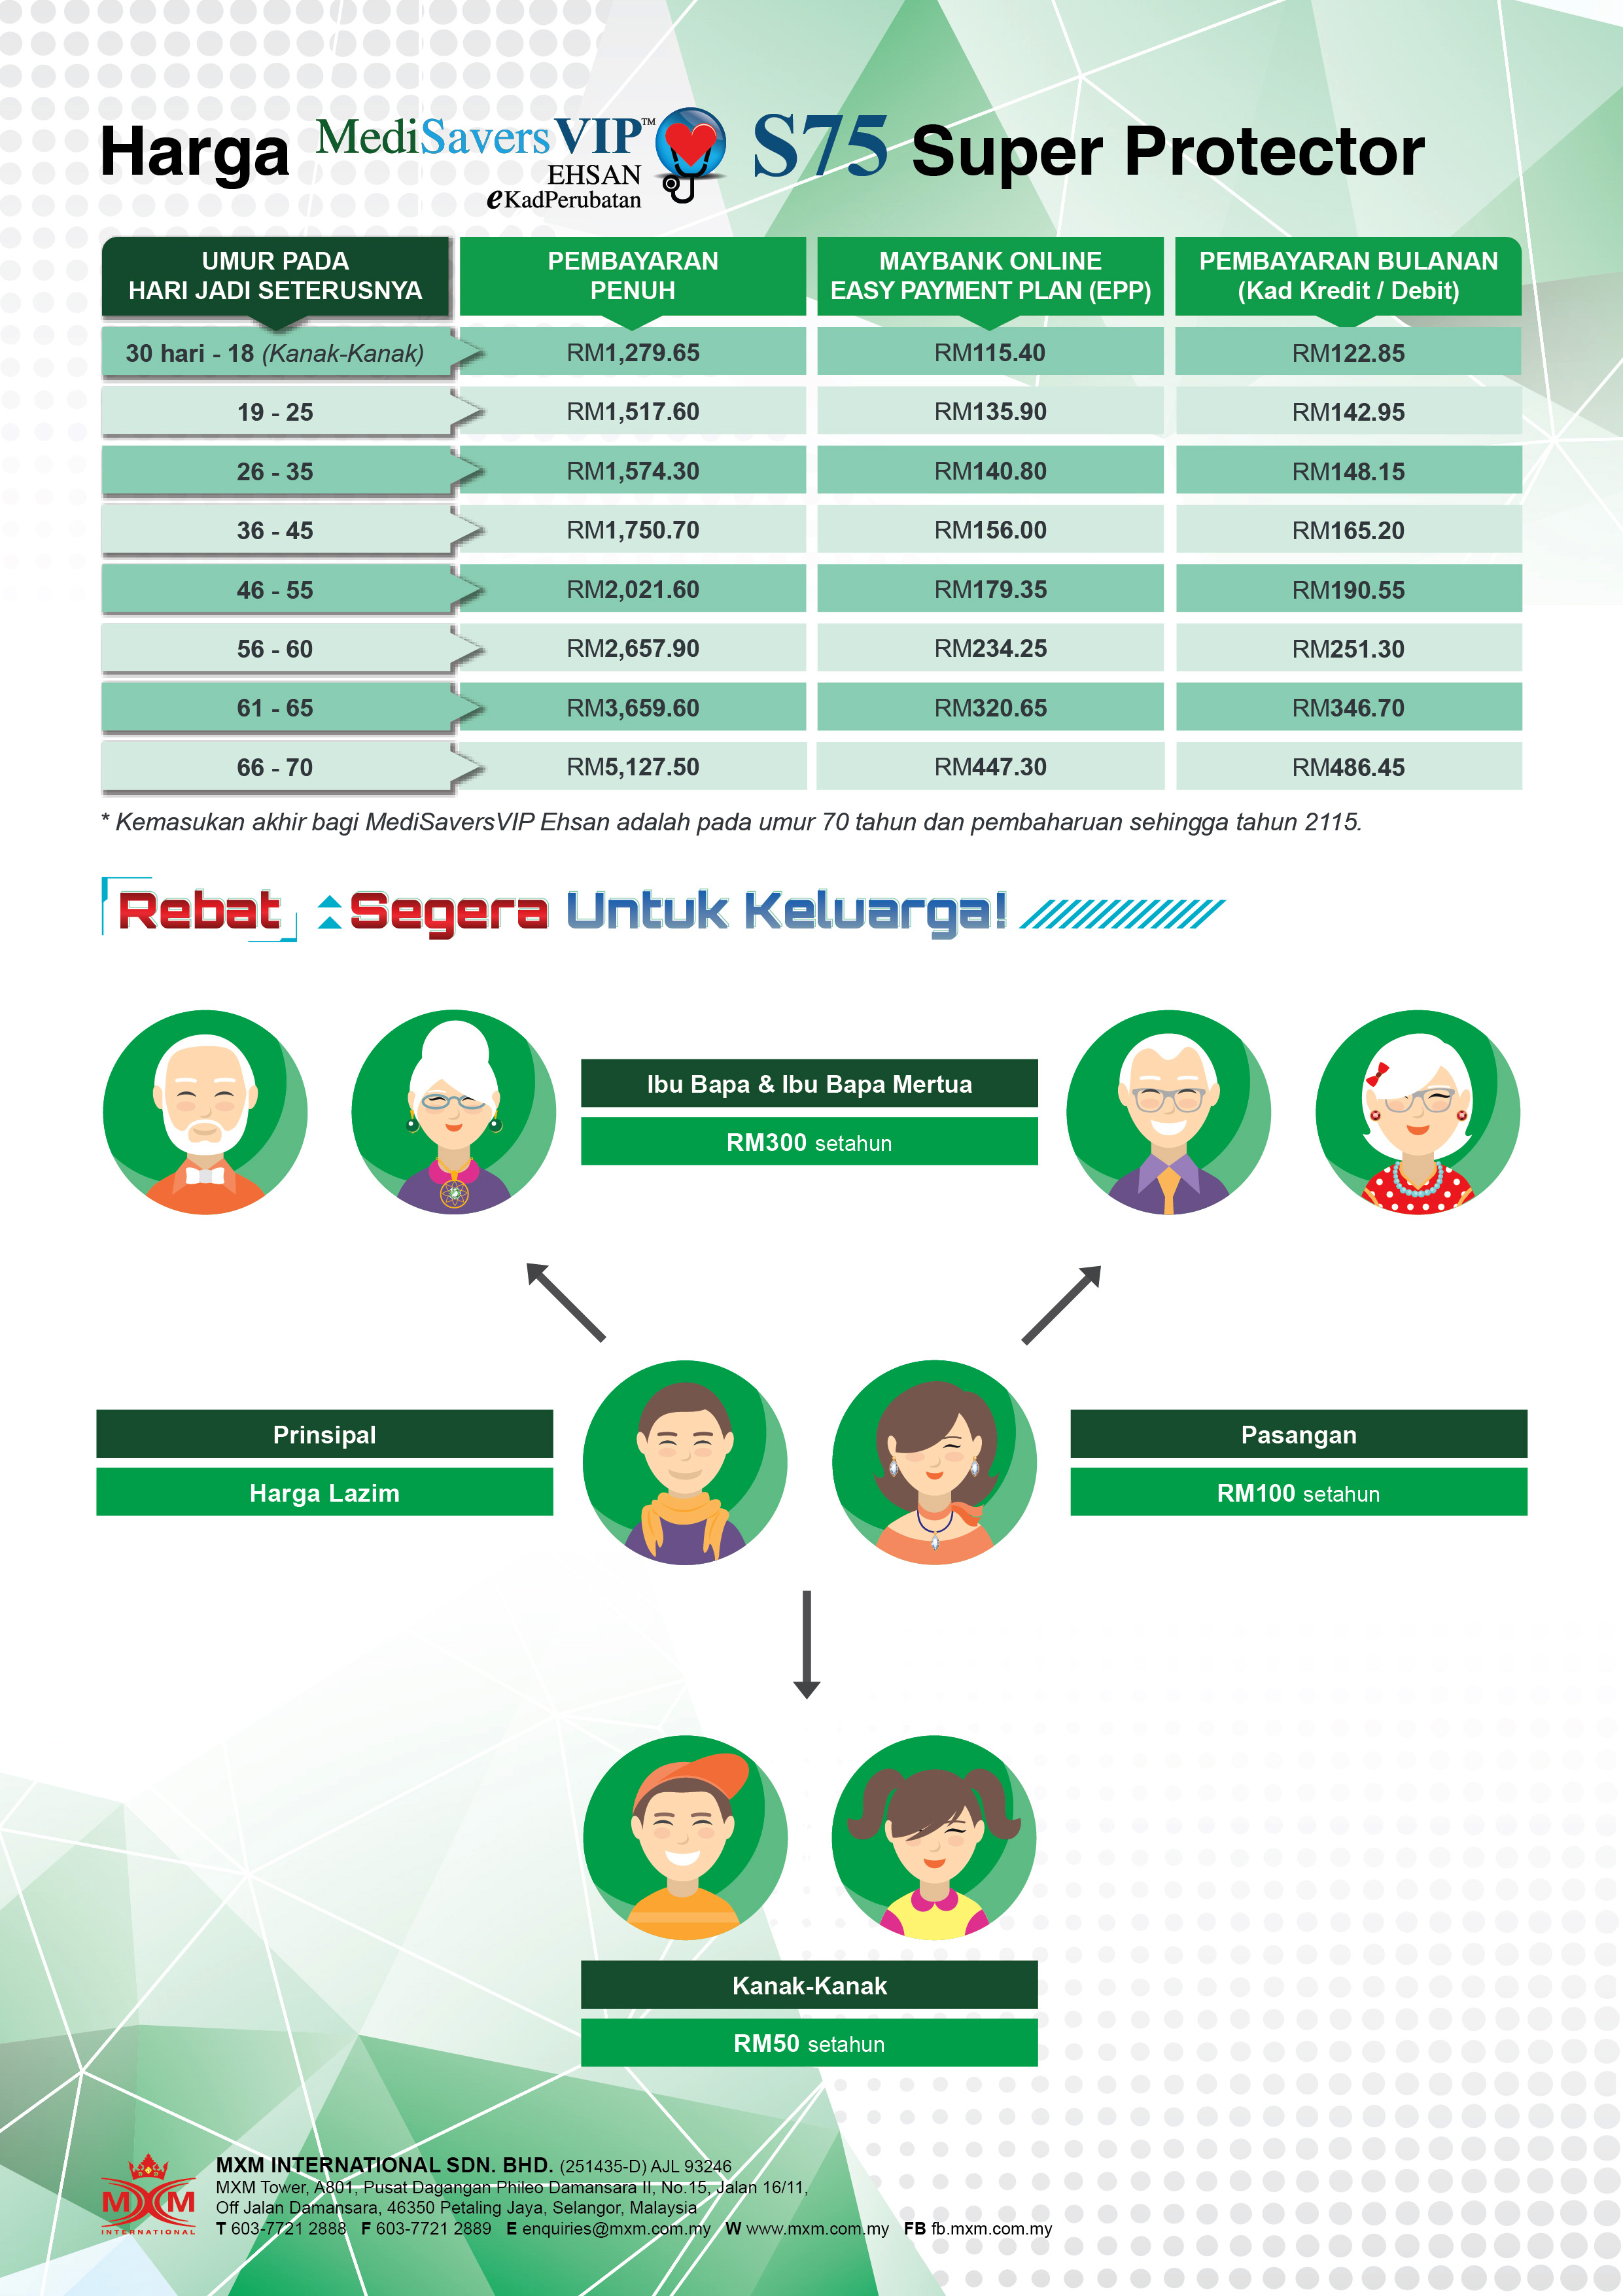 Harga MediSaversVIP™ S75 Super Protector
EHSAN
eKadPerubatan
UMUR PADA
HARI JADI SETERUSNYA
PEMBAYARAN
PENUH
MAYBANK ONLINE
EASY PAYMENT PLAN (EPP)
PEMBAYARAN BULANAN
(Kad Kredit / Debit)
30 hari - 18 (Kanak-Kanak) RM1,279.65 RM115.40 RM122.85
19 - 25 RM1,517.60 RM135.90 RM142.95
26 - 35 RM1,574.30 RM140.80 RM148.15
36 - 45 RM1,750.70 RM156.00 RM165.20
46 - 55 RM2,021.60 RM179.35 RM190.55
56 - 60 RM2,657.90 RM234.25 RM251.30
61 - 65 RM3,659.60 RM320.65 RM346.70
66 - 70 RM5,127.50 RM447.30 RM486.45
* Kemasukan akhir bagi MediSaversVIP Ehsan adalah pada umur 70 tahun dan pembaharuan sehingga tahun 2115.
Rebat Segera Untuk Keluarga!
Ibu Bapa & Ibu Bapa Mertua
RM300 setahun
Prinsipal
Harga Lazim
Pasangan
RM100 setahun
Kanak-Kanak
RM50 setahun
MXM
INTERNATIONAL
MXM INTERNATIONAL SDN. BHD. (251435-D) AJL 93246
MXM Tower, A801, Pusat Dagangan Phileo Damansara II, No.15, Jalan 16/11,
Off Jalan Damansara, 46350 Petaling Jaya, Selangor, Malaysia
T 603-7721 2888 F 603-7721 2889 E enquiries@mxm.com.my W www.mxm.com.my FB fb.mxm.com.my